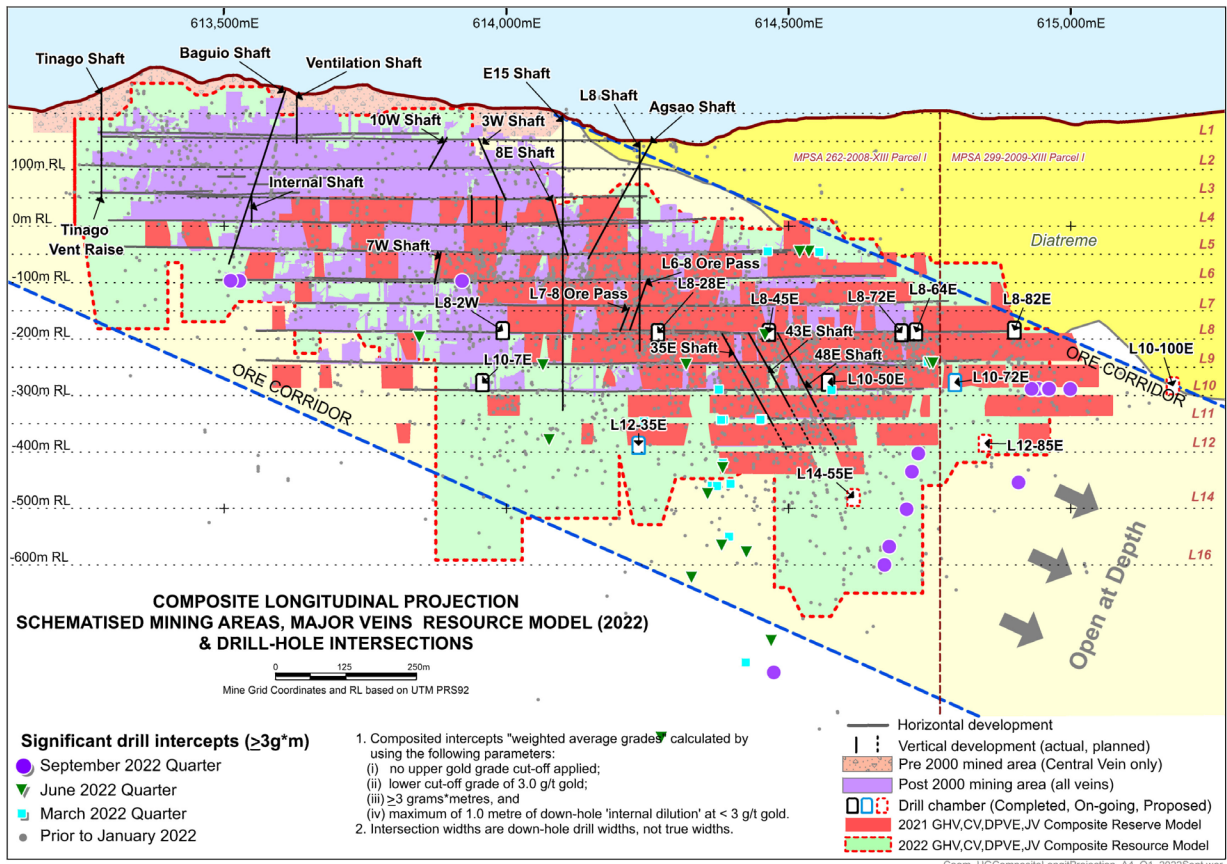 613,500mE
614,000mE
614,500mE
615,000mE
Tinago Shaft
Baguio Shaft
Ventilation Shaft
E15 Shaft
L8 Shaft
Agsao Shaft
10W Shaft
3W Shaft
8E Shaft
L1
MPSA 262-2008-XIII Parcel I
MPSA 299-2009-XIII Parcel I
100m RL
L2
Internal Shaft
L3
0m RL
L4
Tinago
Vent Raise
7W Shaft
Diatreme
L5
L6-8 Ore Pass
-100m RL
L6
L7-8 Ore Pass
L8-28E
L8-2W
L8-45E
L8-72E
L8-64E
L8-82E
L7
-200m RL
43E Shaft
L8
35E Shaft
48E Shaft
L10-100E
L9
ORE CORRIDOR
L10-7E
L10-50E
L10-72E
ORE CORRIDOR
-300m RL
L10
L11
L12-35E
-400m RL
L12-85E
L12
L14-55E
-500m RL
L14
-600m RL
L16
Open at Depth
COMPOSITE LONGITUDINAL PROJECTION
SCHEMATISED MINING AREAS, MAJOR VEINS RESOURCE MODEL (2022)
& DRILL-HOLE INTERSECTIONS
0 125 250m
Mine Grid Coordinates and RL based on UTM PRS92
Significant drill intercepts (≥3g*m)
September 2022 Quarter
June 2022 Quarter
March 2022 Quarter
Prior to January 2022
1. Composited intercepts "weighted average grades" calculated by
using the following parameters:
(i) no upper gold grade cut-off applied;
(ii) lower cut-off grade of 3.0 g/t gold;
(iii) ≥3 grams*metres, and
(iv) maximum of 1.0 metre of down-hole 'internal dilution' at < 3 g/t gold.
2. Intersection widths are down-hole drill widths, not true widths.
Horizontal development
Vertical development (actual, planned)
Pre 2000 mined area (Central Vein only)
Post 2000 mining area (all veins)
Drill chamber (Completed, On-going, Proposed)
2021 GHV,CV,DPVE,JV Composite Reserve Model
2022 GHV,CV,DPVE,JV Composite Resource Model